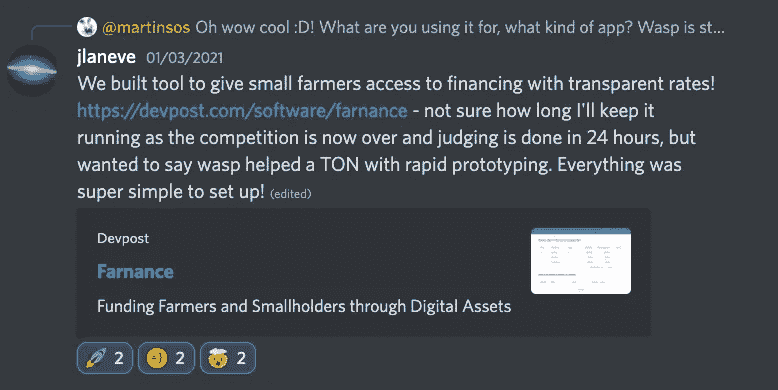 @martinsos Oh wow cool :D! What are you using it for, what kind of app? Wasp is st...
jlaneve 01/03/2021
We built tool to give small farmers access to financing with transparent rates!
https://devpost.com/software/farnance - not sure how long I'll keep it
running as the competition is now over and judging is done in 24 hours, but
wanted to say wasp helped a TON with rapid prototyping. Everything was
super simple to set up! (edited)
Devpost
Farnance
Funding Farmers and Smallholders through Digital Assets
2 2 2